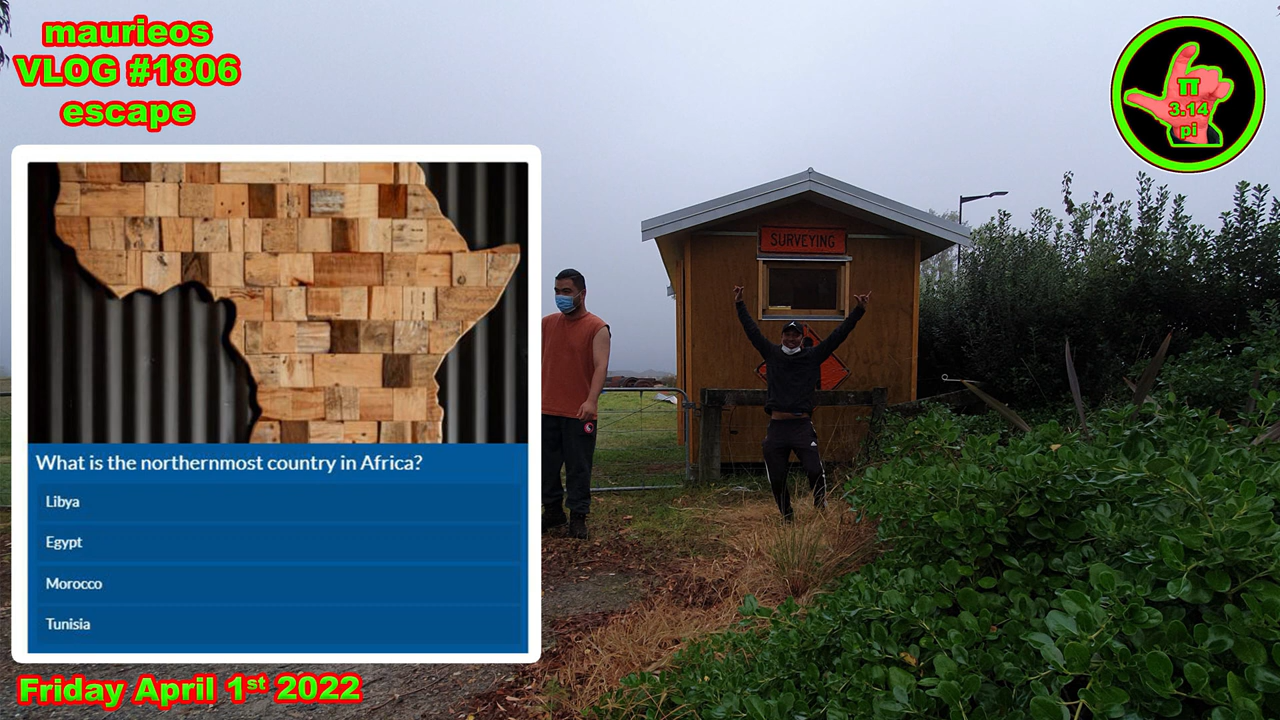 maurieos
VLOG #1806
escape
π
3.14
pi
SURVEYING
What is the northernmost country in Africa?
Libya
Egypt
Morocco
Tunisia
Friday April 1st 2022